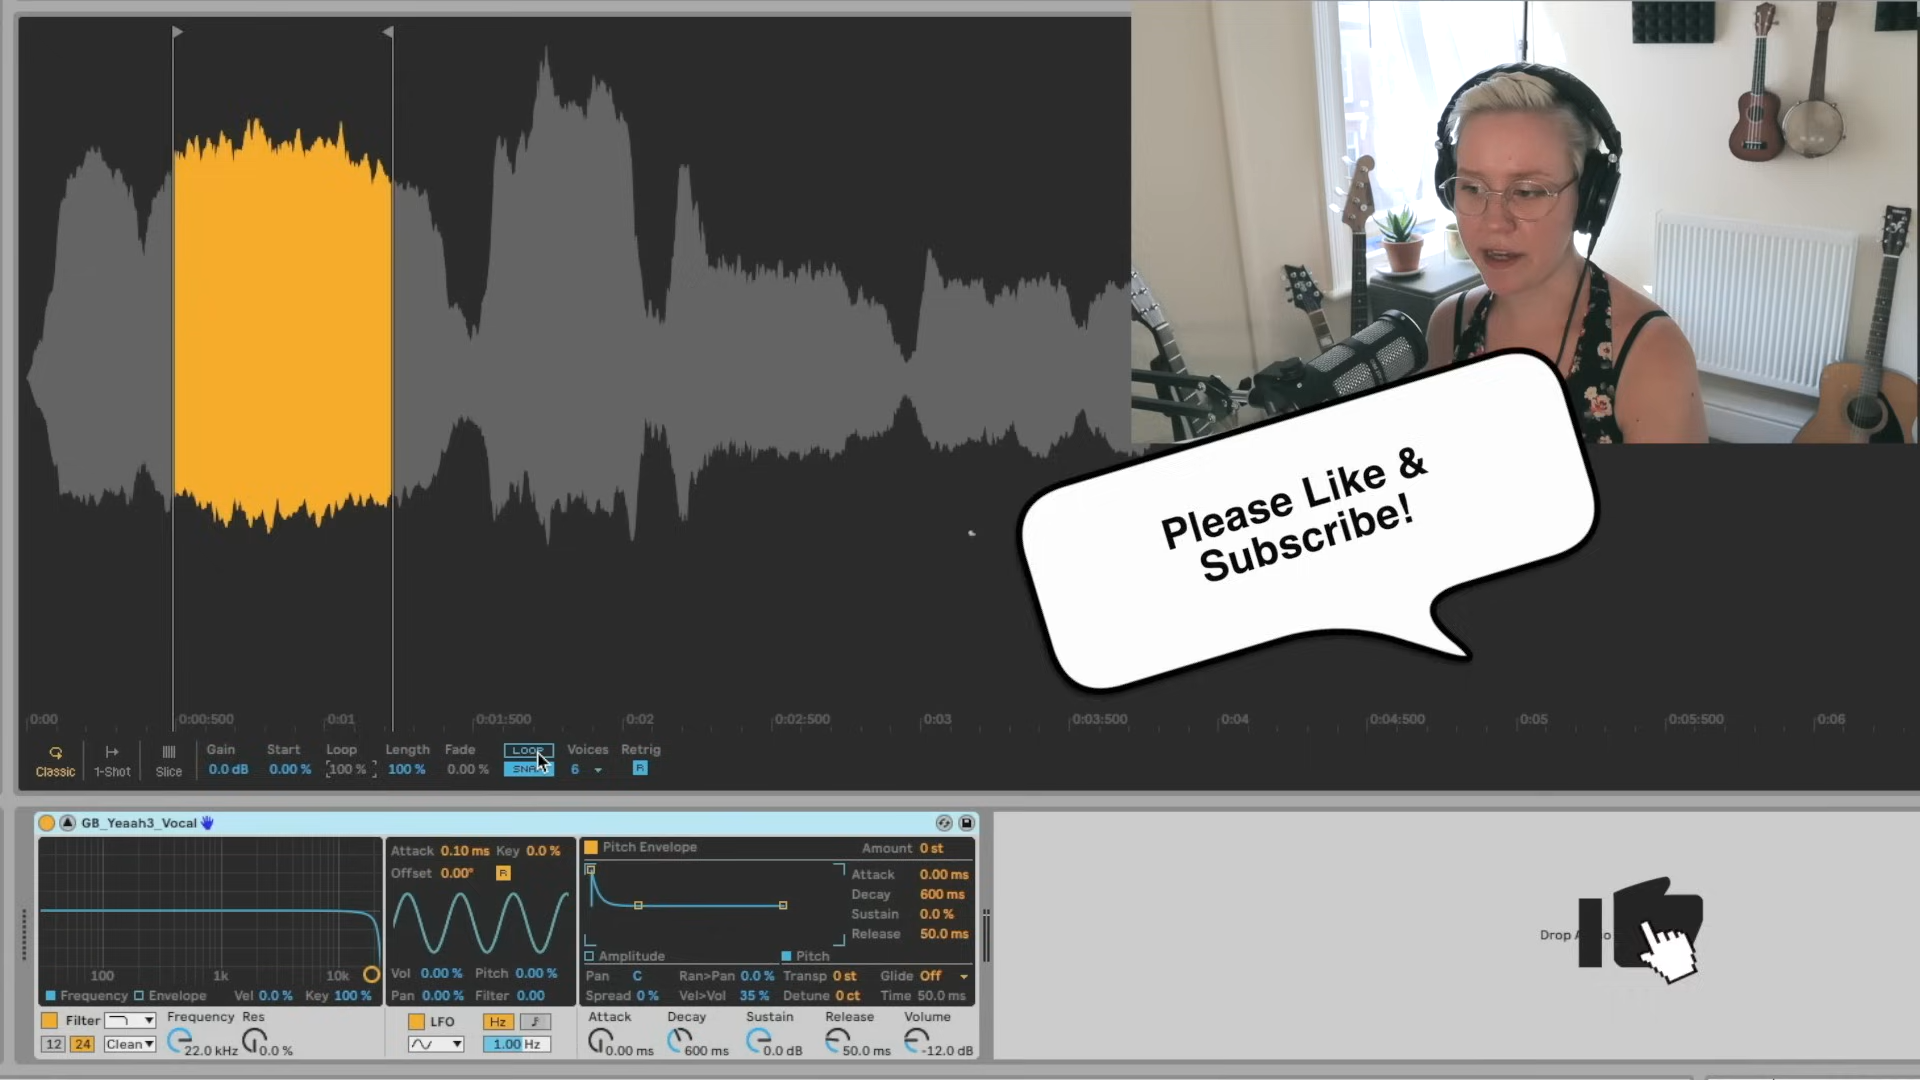 Please Like &
Subscribe!
0:00 0:00:500 0:01 0:01:500 0:02 0:02:500 0:03 0:03:500 0:04 0:04:500 0:05 0:05:500 0:06
Classic 1-Shot Slice
Gain Start Loop Length Fade LOOP Voices Retrig
0.0 dB 0.00 % 100 % 100 % 0.00 % 6 R
GB_Yeaah3_Vocal
100 1k 10k
Frequency Envelope Vel 0.0 % Key 100 %
Filter Frequency Res
12 24 Clean 22.0 kHz 0.0 %
Attack 0.10 ms Key 0.0 %
Offset 0.00° R
Vol 0.00 % Pitch 0.00 %
Pan 0.00 % Filter 0.00
LFO Hz
1.00 Hz
Pitch Envelope Amount 0 st
Attack 0.00 ms
Decay 600 ms
Sustain 0.0 %
Release 50.0 ms
Amplitude Pitch
Pan C Ran>Pan 0.0 % Transp 0 st Glide Off
Spread 0 % Vel>Vol 35 % Detune 0 ct Time 50.0 ms
Attack Decay Sustain Release Volume
0.00 ms 600 ms 0.0 dB 50.0 ms -12.0 dB
Drop